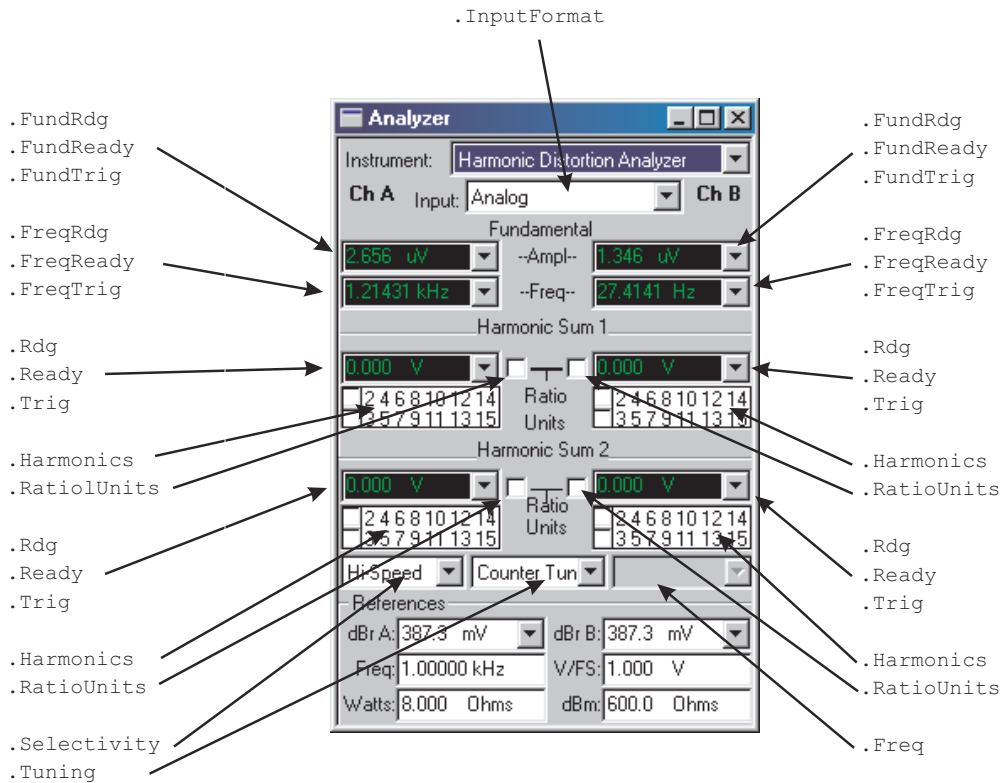 .InputFormat
.FundRdg
.FundReady
.FundTrig
.FreqRdg
.FreqReady
.FreqTrig
.Rdg
.Ready
.Trig
.Harmonics
.RatiolUnits
.Rdg
.Ready
.Trig
.Harmonics
.RatioUnits
.Selectivity
.Tuning
Analyzer
Instrument: Harmonic Distortion Analyzer
Ch A Input: Analog Ch B
Fundamental
2.656 uV --Ampl-- 1.346 uV
1.21431 kHz --Freq-- 27.4141 Hz
Harmonic Sum 1
0.000 V 0.000 V
2 4 6 8 10 12 14 Ratio 2 4 6 8 10 12 14
3 5 7 9 11 13 15 Units 3 5 7 9 11 13 15
Harmonic Sum 2
0.000 V 0.000 V
2 4 6 8 10 12 14 Ratio 2 4 6 8 10 12 14
3 5 7 9 11 13 15 Units 3 5 7 9 11 13 15
Hi-Speed Counter Tun
References
dBr A: 387.3 mV dBr B: 387.3 mV
Freq: 1.00000 kHz V/FS: 1.000 V
Watts: 8.000 Ohms dBm: 600.0 Ohms
.FundRdg
.FundReady
.FundTrig
.FreqRdg
.FreqReady
.FreqTrig
.Rdg
.Ready
.Trig
.Harmonics
.RatioUnits
.Rdg
.Ready
.Trig
.Harmonics
.RatioUnits
.Freq